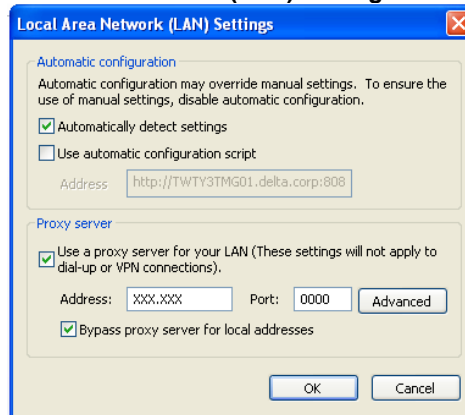 Local Area Network (LAN) Settings
Automatic configuration
Automatic configuration may override manual settings. To ensure the
use of manual settings, disable automatic configuration.
Automatically detect settings
Use automatic configuration script
Address http://TWTY3TMG01.delta.corp:808
Proxy server
Use a proxy server for your LAN (These settings will not apply to
dial-up or VPN connections).
Address: XXX.XXX Port: 0000 Advanced
Bypass proxy server for local addresses
OK Cancel